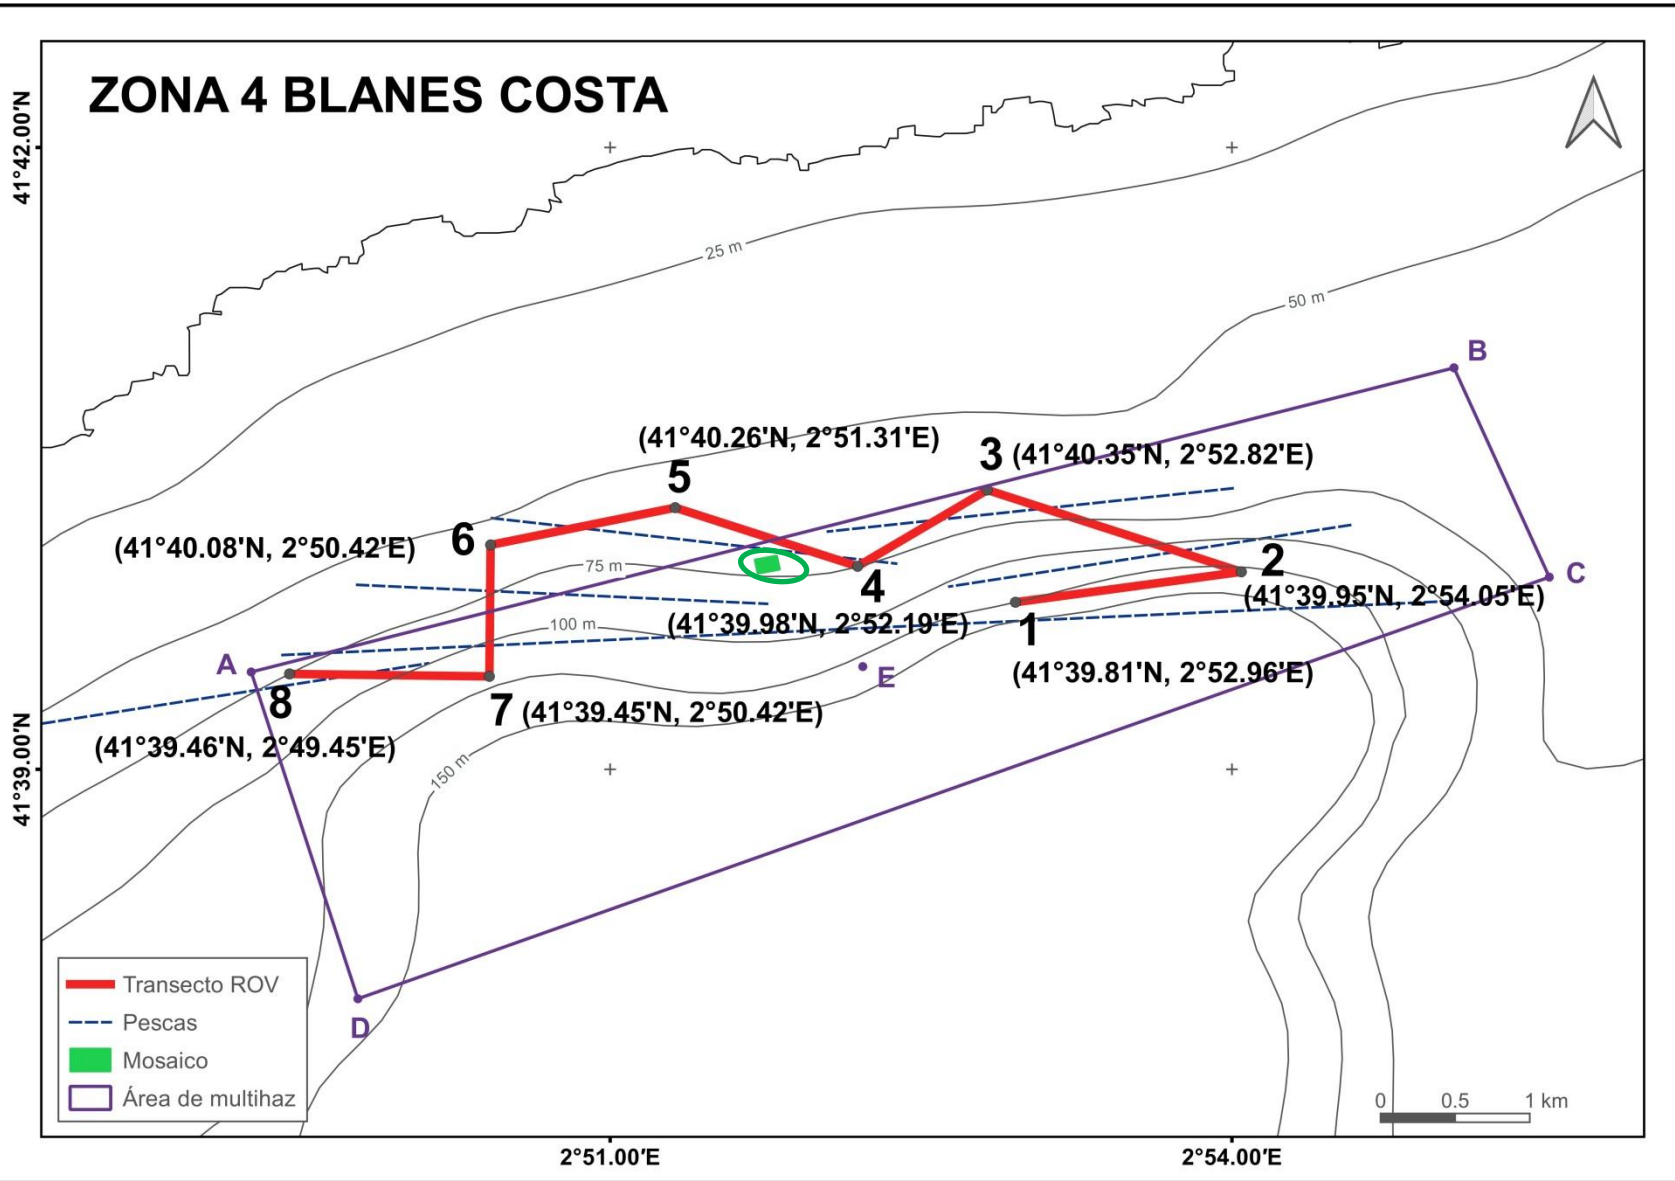 ZONA 4 BLANES COSTA
41°42.00'N
25 m
50 m
B
(41°40.26'N, 2°51.31'E)
3 (41°40.35'N, 2°52.82'E)
5
6
(41°40.08'N, 2°50.42'E)
75 m
4
2
C
(41°39.95'N, 2°54.05'E)
100 m
(41°39.98'N, 2°52.19'E)
1
A
E
(41°39.81'N, 2°52.96'E)
8
7 (41°39.45'N, 2°50.42'E)
(41°39.46'N, 2°49.45'E)
41°39.00'N
150 m
D
Transecto ROV
Pescas
Mosaico
Área de multihaz
0 0.5 1 km
2°51.00'E
2°54.00'E